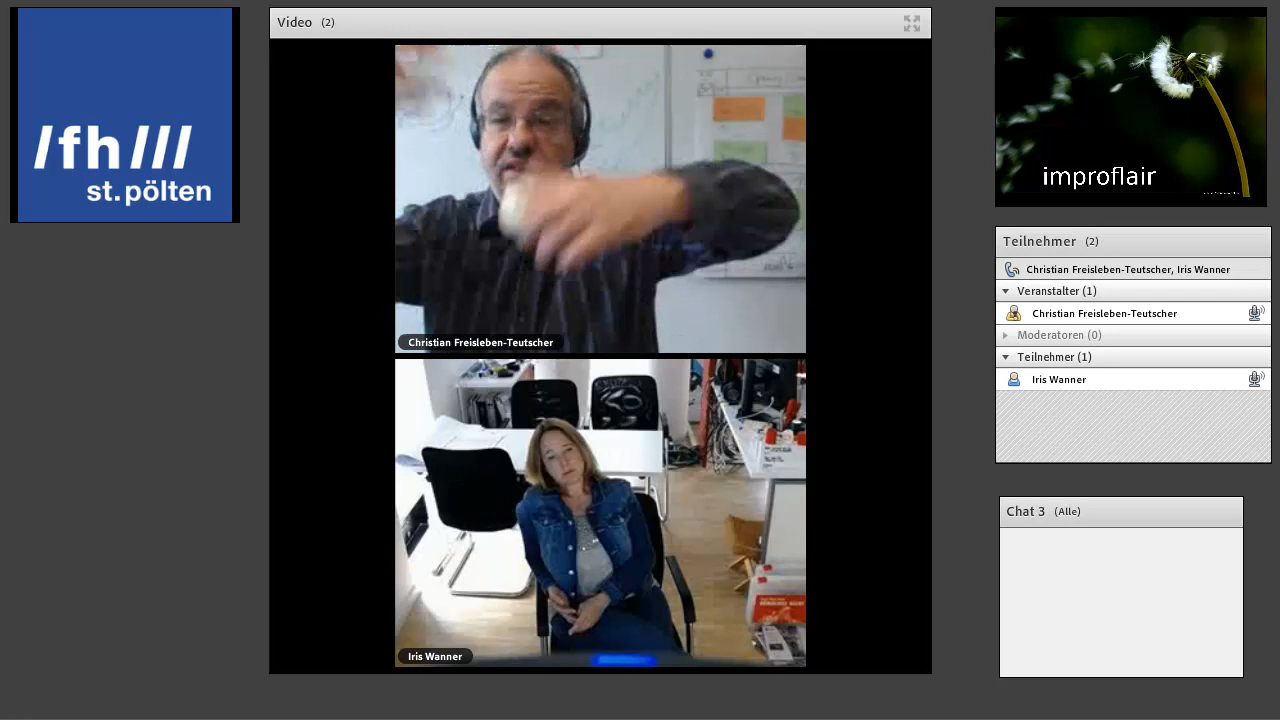 /fh///
st.pölten
Video (2)
Christian Freisleben-Teutscher
Iris Wanner
improflair
Teilnehmer (2)
Christian Freisleben-Teutscher, Iris Wanner
Veranstalter (1)
Christian Freisleben-Teutscher
Moderatoren (0)
Teilnehmer (1)
Iris Wanner
Chat 3 (Alle)